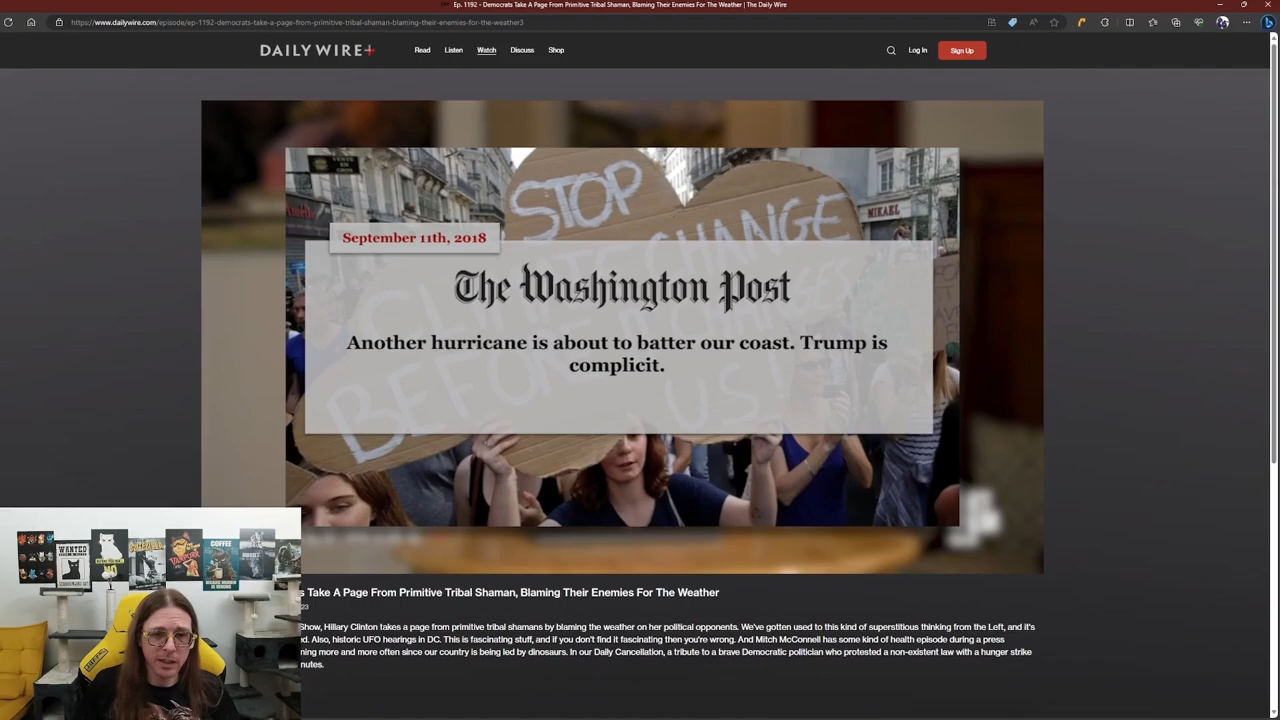 Ep. 1192 - Democrats Take A Page From Primitive Tribal Shaman, Blaming Their Enemies For The Weather | The Daily Wire
https://www.dailywire.com/episode/ep-1192-democrats-take-a-page-from-primitive-tribal-shaman-blaming-their-enemies-for-the-weather3
DAILYWIRE+
Read Listen Watch Discuss Shop
Log In
Sign Up
STOP
CLIMATE CHANGE
BEFORE IT CHANGES
US!
MIKAEL
September 11th, 2018
The Washington Post
Another hurricane is about to batter our coast. Trump is
complicit.
WANTED
COFFEE
s Take A Page From Primitive Tribal Shaman, Blaming Their Enemies For The Weather
23
Show, Hillary Clinton takes a page from primitive tribal shamans by blaming the weather on her political opponents. We've gotten used to this kind of superstitious thinking from the Left, and it's
d. Also, historic UFO hearings in DC. This is fascinating stuff, and if you don't find it fascinating then you're wrong. And Mitch McConnell has some kind of health episode during a press
ning more and more often since our country is being led by dinosaurs. In our Daily Cancellation, a tribute to a brave Democratic politician who protested a non-existent law with a hunger strike
nutes.